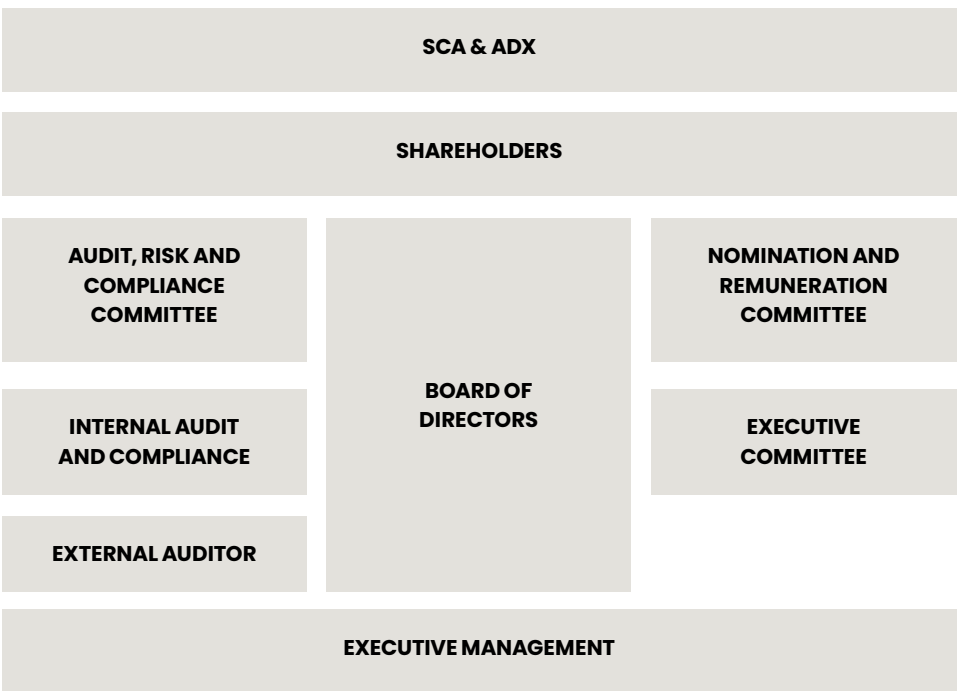 SCA & ADX
SHAREHOLDERS
AUDIT, RISK AND
COMPLIANCE
COMMITTEE
INTERNAL AUDIT
AND COMPLIANCE
EXTERNAL AUDITOR
BOARD OF
DIRECTORS
NOMINATION AND
REMUNERATION
COMMITTEE
EXECUTIVE
COMMITTEE
EXECUTIVE MANAGEMENT